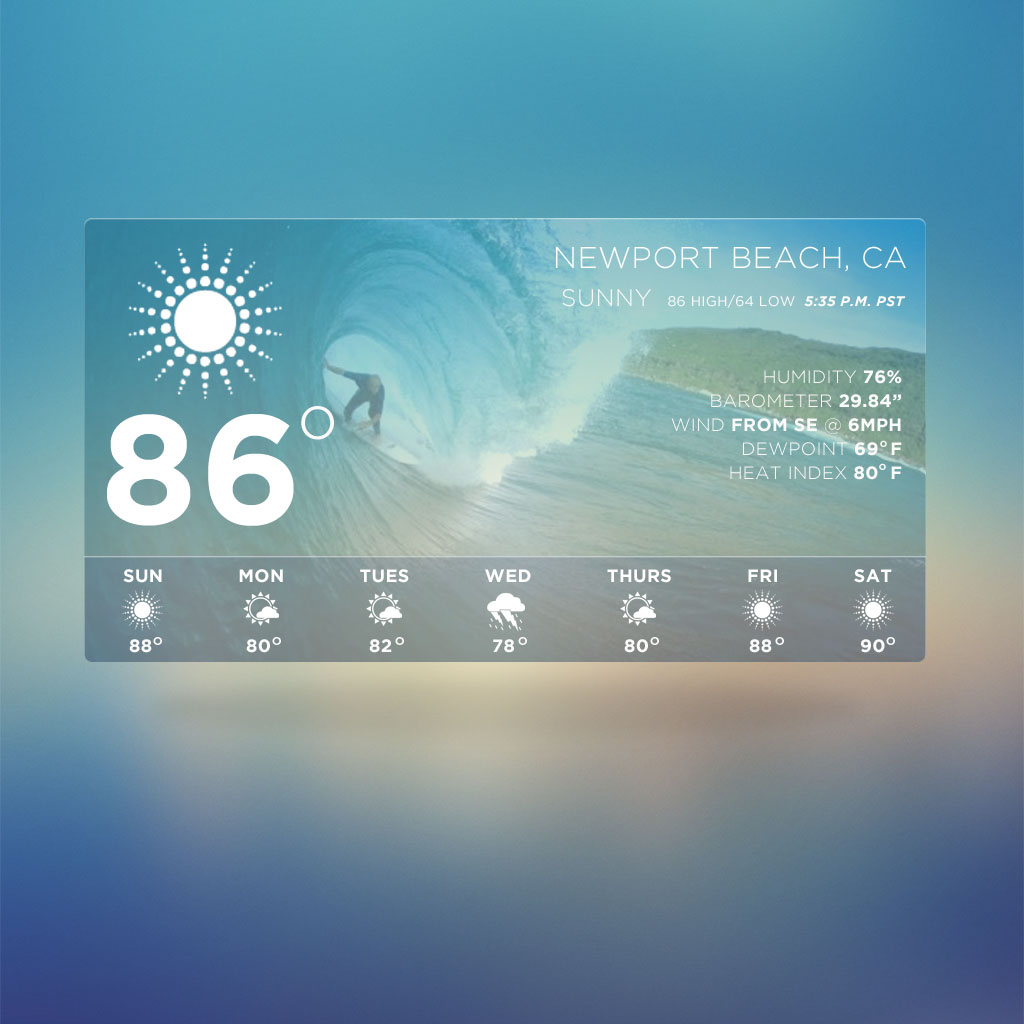 NEWPORT BEACH, CA
SUNNY 86 HIGH/64 LOW 5:35 P.M. PST
86°
HUMIDITY 76%
BAROMETER 29.84”
WIND FROM SE @ 6MPH
DEWPOINT 69° F
HEAT INDEX 80° F
SUN MON TUES WED THURS FRI SAT
88° 80° 82° 78° 80° 88° 90°